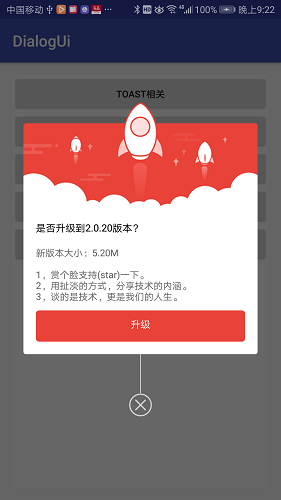 中国移动 100% 晚上9:22
DialogUi
TOAST相关
是否升级到2.0.20版本？
新版本大小：5.20M
1，赏个脸支持(star)一下。
2，用扯淡的方式，分享技术的内涵。
3，谈的是技术，更是我们的人生。
升级